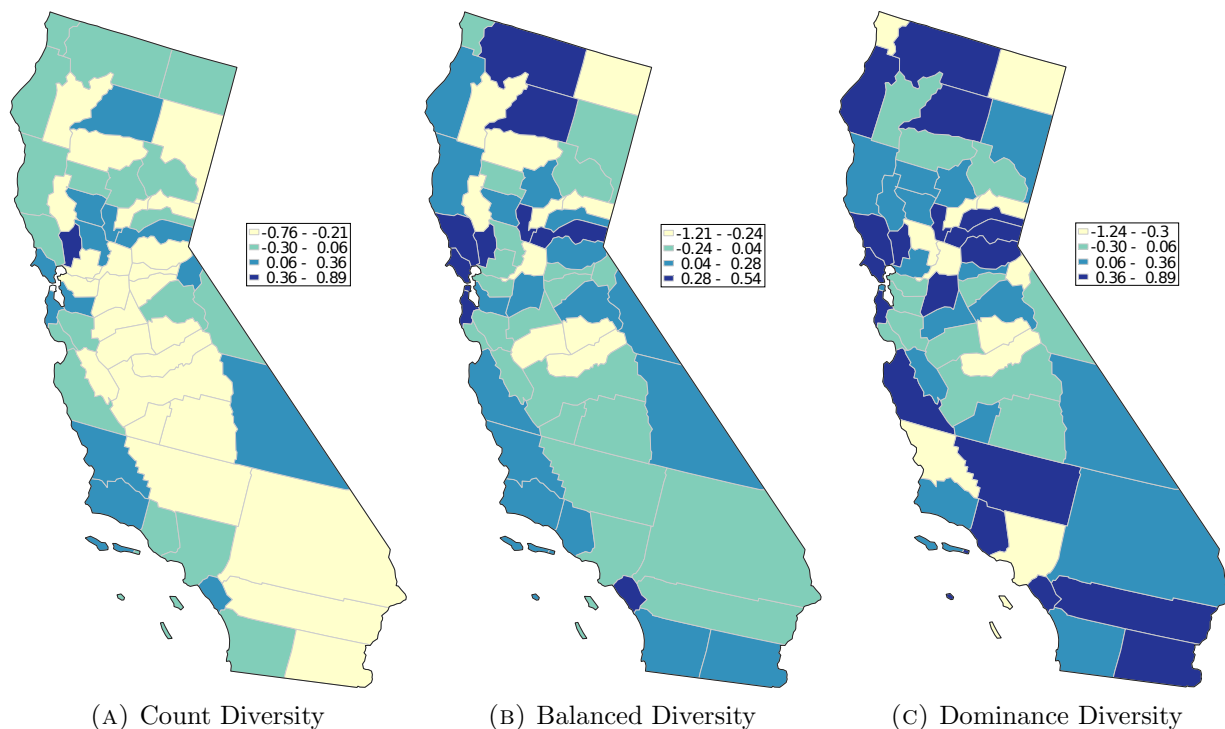 -0.76 - -0.21
-0.30 - 0.06
0.06 - 0.36
0.36 - 0.89
-1.21 - -0.24
-0.24 - 0.04
0.04 - 0.28
0.28 - 0.54
-1.24 - -0.3
-0.30 - 0.06
0.06 - 0.36
0.36 - 0.89
(A) Count Diversity
(B) Balanced Diversity
(C) Dominance Diversity